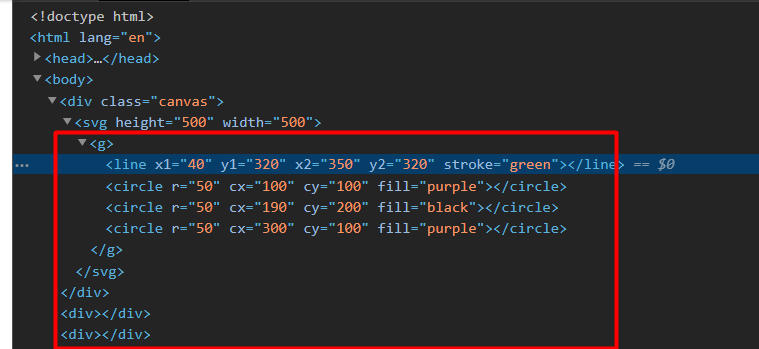 <!doctype html>
<html lang="en">
<head>…</head>
<body>
<div class="canvas">
<svg height="500" width="500">
<g>
… <line x1="40" y1="320" x2="350" y2="320" stroke="green"></line> == $0
<circle r="50" cx="100" cy="100" fill="purple"></circle>
<circle r="50" cx="190" cy="200" fill="black"></circle>
<circle r="50" cx="300" cy="100" fill="purple"></circle>
</g>
</svg>
</div>
<div></div>
<div></div>